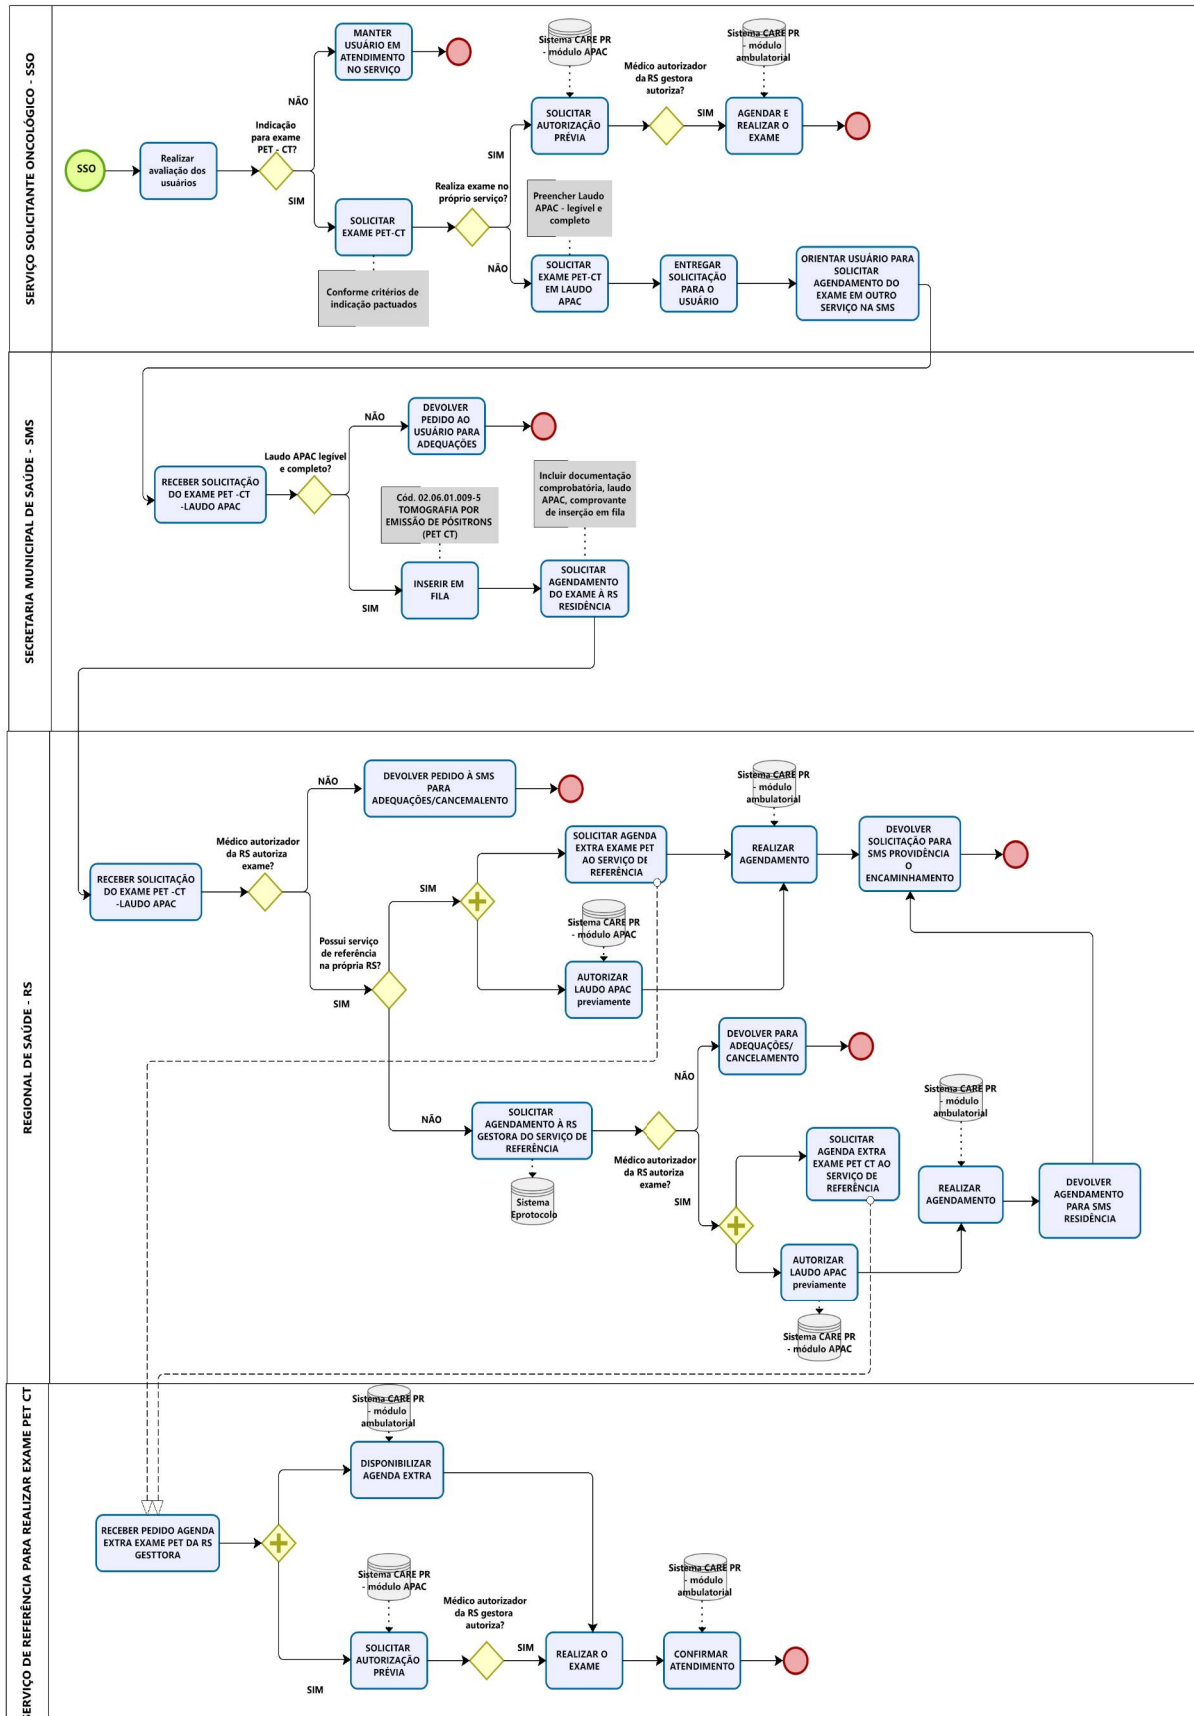 SERVIÇO SOLICITANTE ONCOLÓGICO - SSO
SSO
Realizar
avaliação dos
usuários
Indicação
para exame
PET - CT?
NÃO
SIM
MANTER
USUÁRIO EM
ATENDIMENTO
NO SERVIÇO
SOLICITAR
EXAME PET-CT
Conforme critérios de
indicação pactuados
Realiza exame no
próprio serviço?
SIM
NÃO
Sistema CARE PR
- módulo APAC
SOLICITAR
AUTORIZAÇÃO
PRÉVIA
Médico autorizador
da RS gestora
autoriza?
SIM
Sistema CARE PR
- módulo
ambulatorial
AGENDAR E
REALIZAR O
EXAME
Preencher Laudo
APAC - legível e
completo
SOLICITAR
EXAME PET-CT
EM LAUDO
APAC
ENTREGAR
SOLICITAÇÃO
PARA O
USUÁRIO
ORIENTAR USUÁRIO PARA
SOLICITAR
AGENDAMENTO DO
EXAME EM OUTRO
SERVIÇO NA SMS
SECRETARIA MUNICIPAL DE SAÚDE - SMS
RECEBER SOLICITAÇÃO
DO EXAME PET -CT
-LAUDO APAC
Laudo APAC legível
e completo?
NÃO
SIM
DEVOLVER
PEDIDO AO
USUÁRIO PARA
ADEQUAÇÕES
Cód. 02.06.01.009-5
TOMOGRAFIA POR
EMISSÃO DE PÓSITRONS
(PET CT)
INSERIR EM
FILA
Incluir documentação
comprobatória, laudo
APAC, comprovante
de inserção em fila
SOLICITAR
AGENDAMENTO
DO EXAME À RS
RESIDÊNCIA
REGIONAL DE SAÚDE - RS
RECEBER SOLICITAÇÃO
DO EXAME PET -CT
-LAUDO APAC
Médico autorizador
da RS autoriza
exame?
NÃO
SIM
DEVOLVER PEDIDO À SMS
PARA
ADEQUAÇÕES/CANCEMALENTO
Possui serviço
de referência
na própria RS?
SIM
NÃO
SOLICITAR AGENDA
EXTRA EXAME PET
AO SERVIÇO DE
REFERÊNCIA
Sistema CARE PR
- módulo APAC
AUTORIZAR
LAUDO APAC
previamente
Sistema CARE PR
- módulo
ambulatorial
REALIZAR
AGENDAMENTO
DEVOLVER
SOLICITAÇÃO PARA
SMS PROVIDÊNCIA
O
ENCAMINHAMENTO
SOLICITAR
AGENDAMENTO À RS
GESTORA DO SERVIÇO DE
REFERÊNCIA
Sistema
Eprotocolo
Médico autorizador
da RS autoriza
exame?
NÃO
SIM
DEVOLVER PARA
ADEQUAÇÕES/
CANCELAMENTO
SOLICITAR
AGENDA EXTRA
EXAME PET CT AO
SERVIÇO DE
REFERÊNCIA
AUTORIZAR
LAUDO APAC
previamente
Sistema CARE PR
- módulo APAC
Sistema CARE PR
- módulo
ambulatorial
REALIZAR
AGENDAMENTO
DEVOLVER
AGENDAMENTO
PARA SMS
RESIDÊNCIA
SERVIÇO DE REFERÊNCIA PARA REALIZAR EXAME PET CT
RECEBER PEDIDO AGENDA
EXTRA EXAME PET DA RS
GESTTORA
Sistema CARE PR
- módulo
ambulatorial
DISPONIBILIZAR
AGENDA EXTRA
Sistema CARE PR
- módulo APAC
SOLICITAR
AUTORIZAÇÃO
PRÉVIA
SIM
Médico autorizador
da RS gestora
autoriza?
SIM
REALIZAR O
EXAME
Sistema CARE PR
- módulo
ambulatorial
CONFIRMAR
ATENDIMENTO